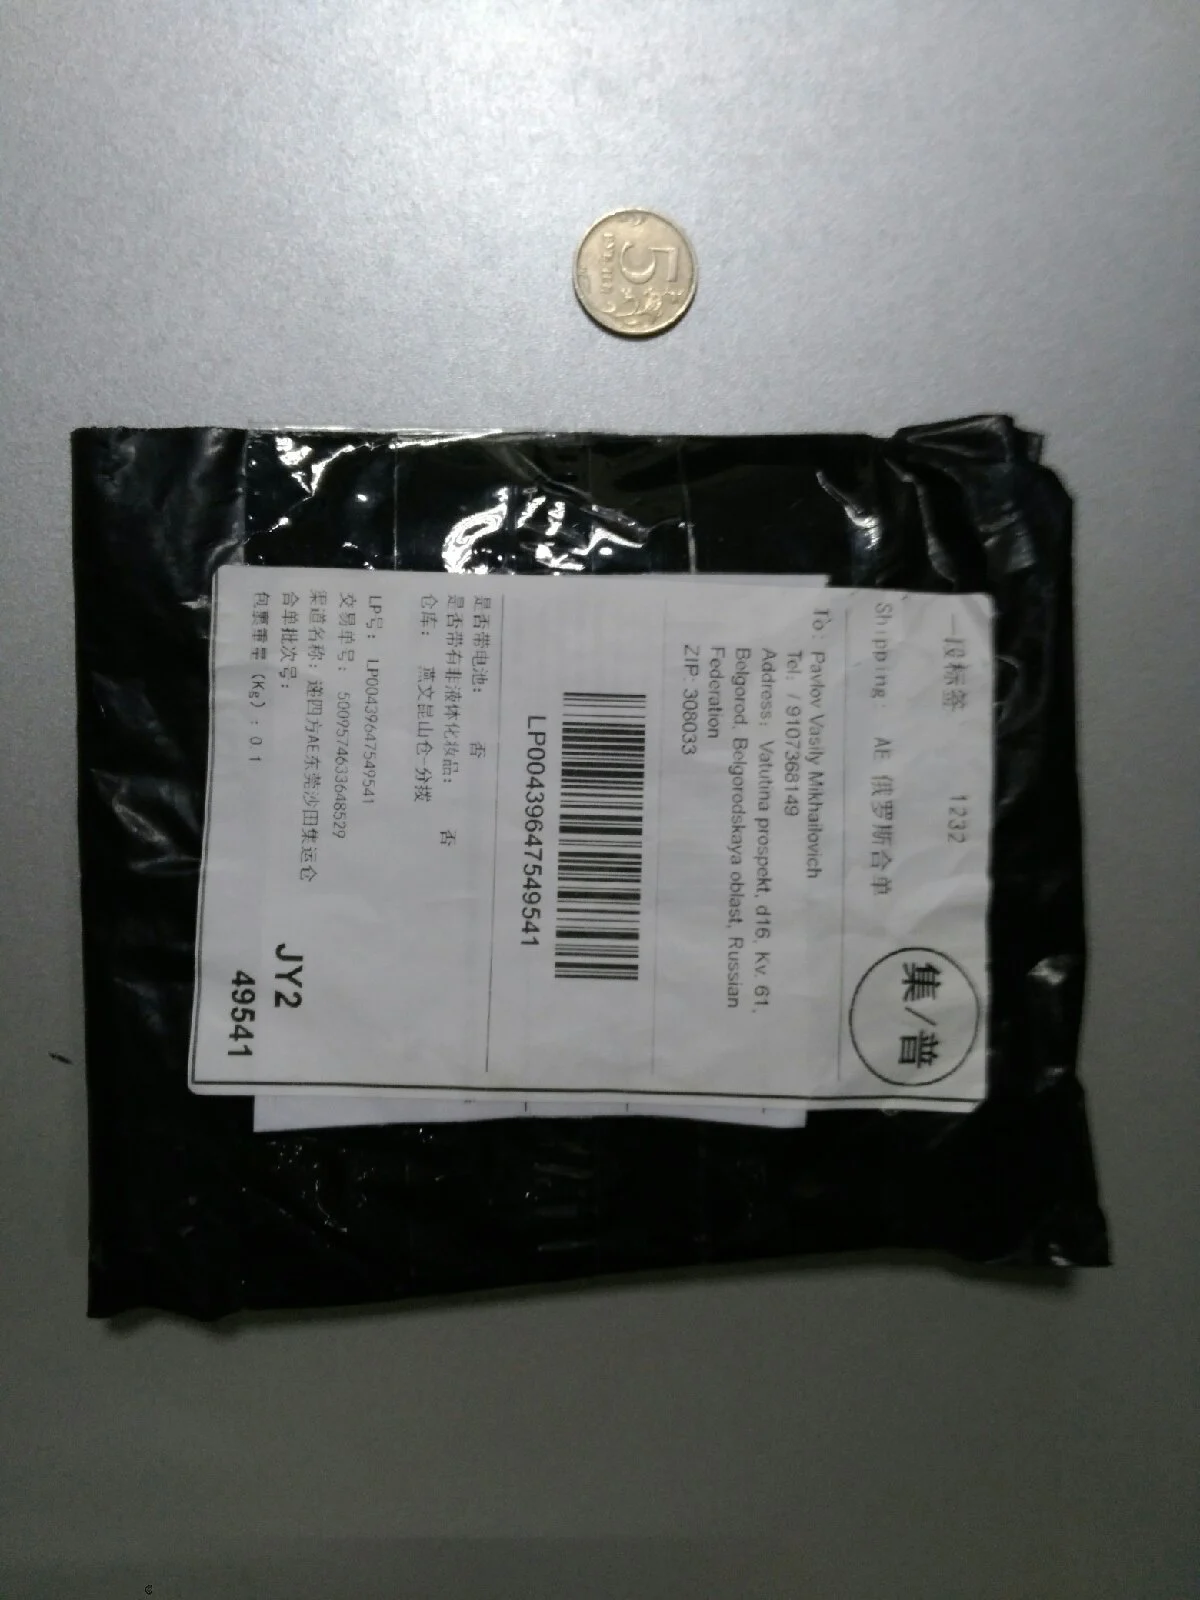 一般标签 1232
Shipping: AE 俄罗斯合单
集/普
To: Pavlov Vasily Mikhailovich
Tel: / 9107368149
Address: Vatutina prospekt, d16, Kv. 61,
Belgorod, Belgorodskaya oblast, Russian
Federation
ZIP: 308033
LP00439647549541
是否带电池: 否
是否带有非液体化妆品: 否
仓库: 燕文昆山仓-分拨
LP号: LP00439647549541
交易单号: 5009574633648529
渠道名称: 递四方AE东莞沙田集运仓
合单批次号:
包裹重量 (Kg) : 0.1
JY2
49541
5